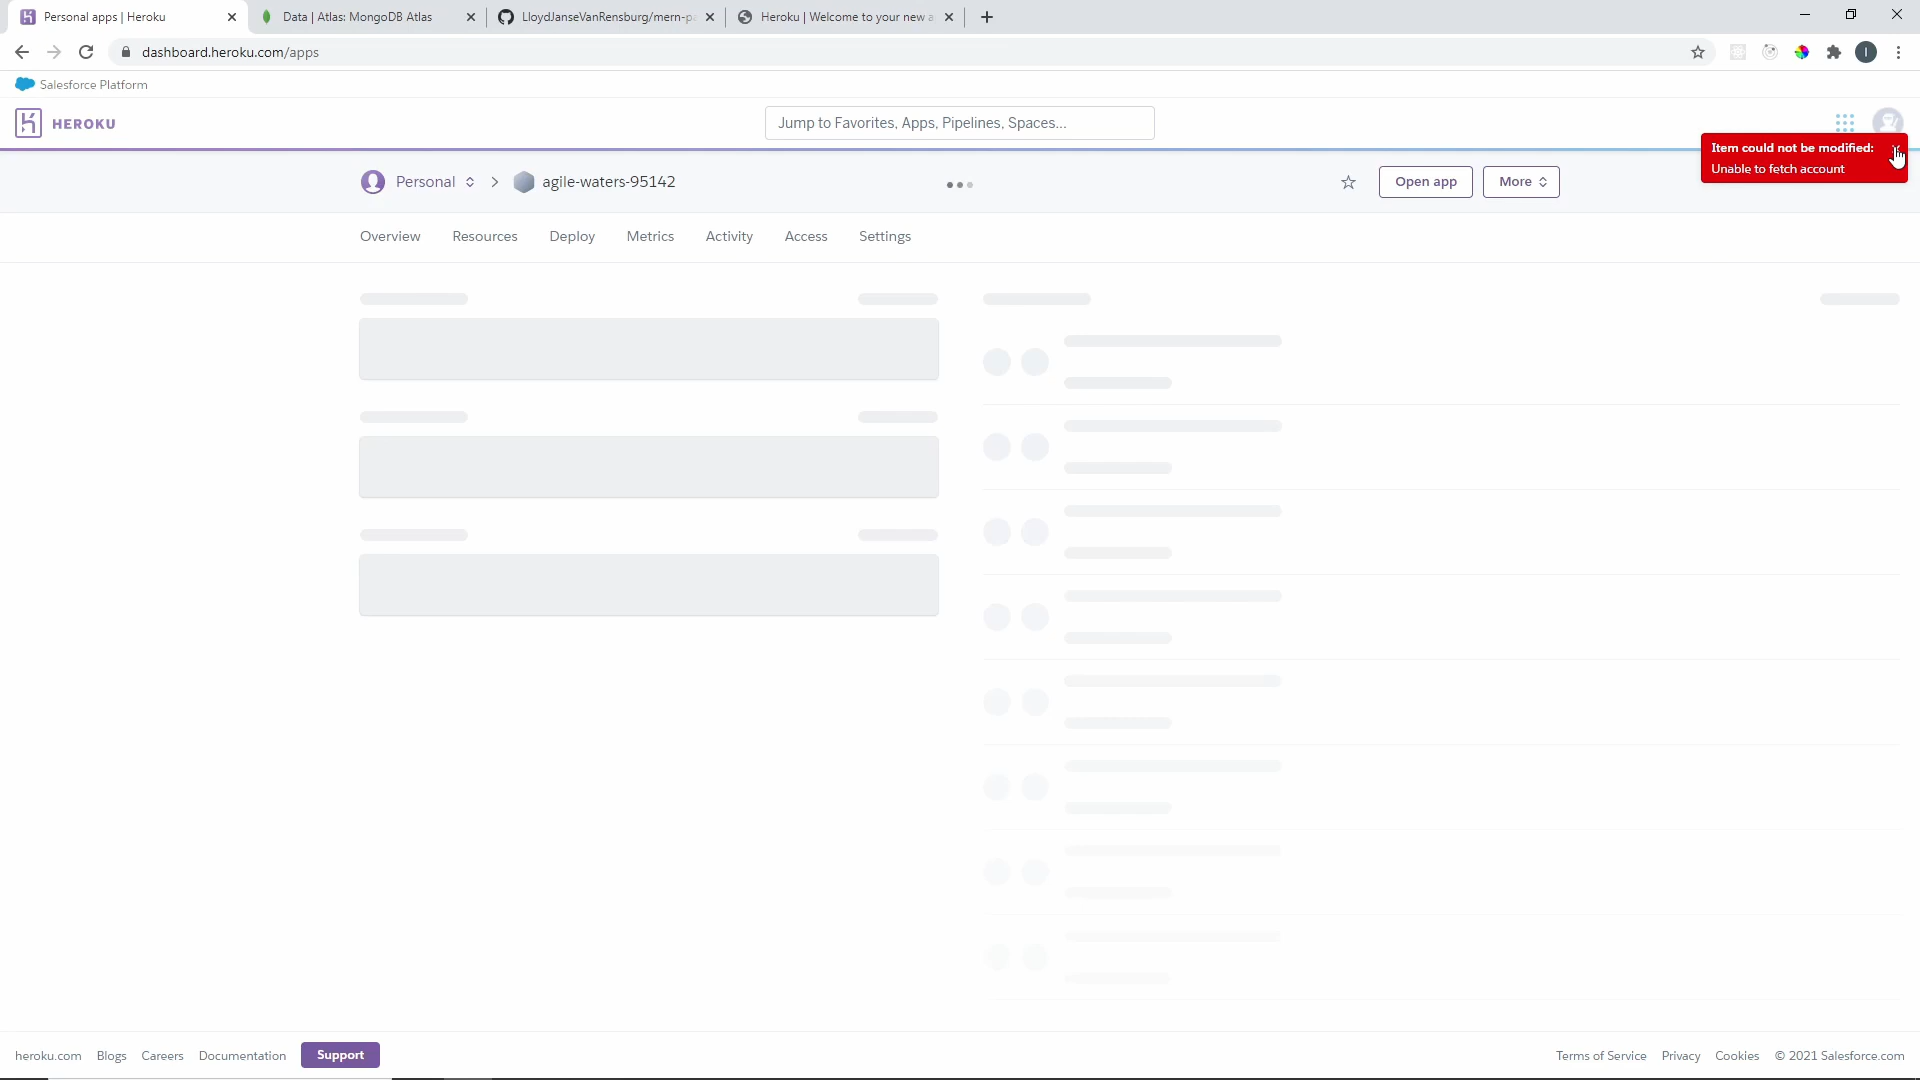 Personal apps | Heroku
Data | Atlas: MongoDB Atlas
LloydJanseVanRensburg/mern-pa
Heroku | Welcome to your new a
dashboard.heroku.com/apps
I
Salesforce Platform
HEROKU
Jump to Favorites, Apps, Pipelines, Spaces...
Item could not be modified:
Unable to fetch account
Personal
agile-waters-95142
Open app
More
Overview
Resources
Deploy
Metrics
Activity
Access
Settings
heroku.com
Blogs
Careers
Documentation
Support
Terms of Service
Privacy
Cookies
© 2021 Salesforce.com